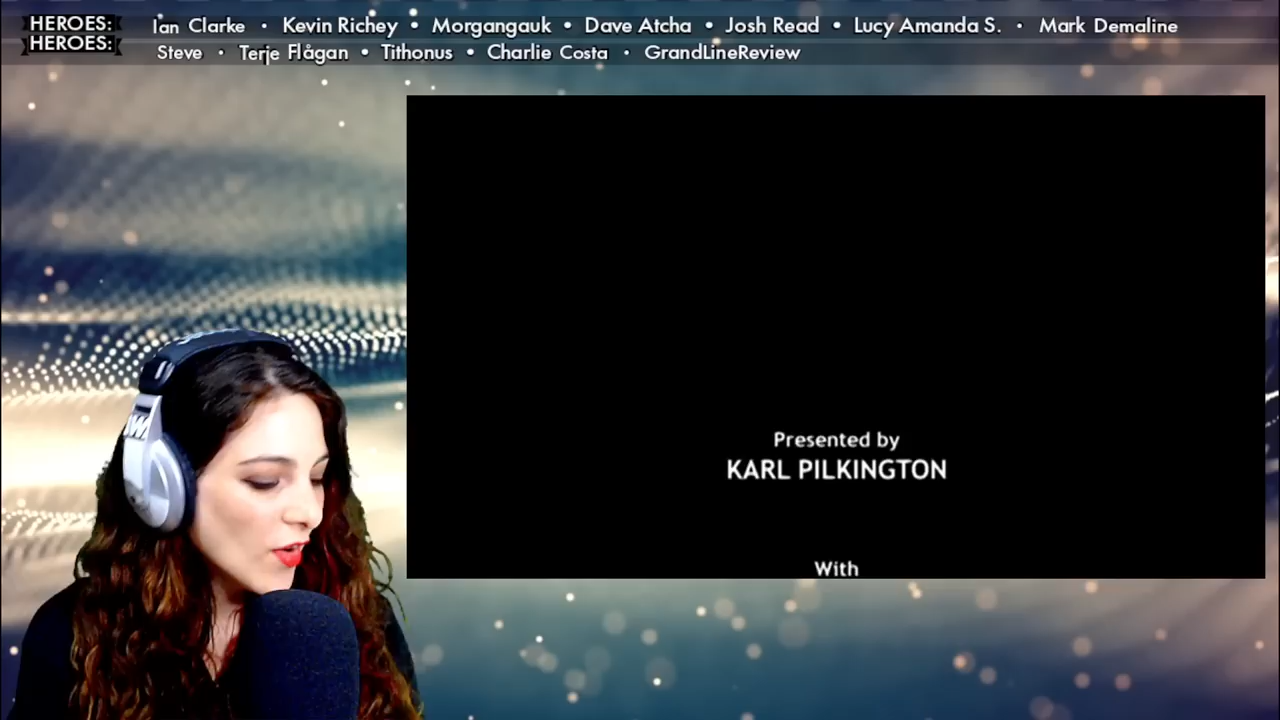 HEROES: Ian Clarke • Kevin Richey • Morgangauk • Dave Atcha • Josh Read • Lucy Amanda S. • Mark Demaline
HEROES: Steve • Terje Flågan • Tithonus • Charlie Costa • GrandLineReview
Presented by
KARL PILKINGTON
With